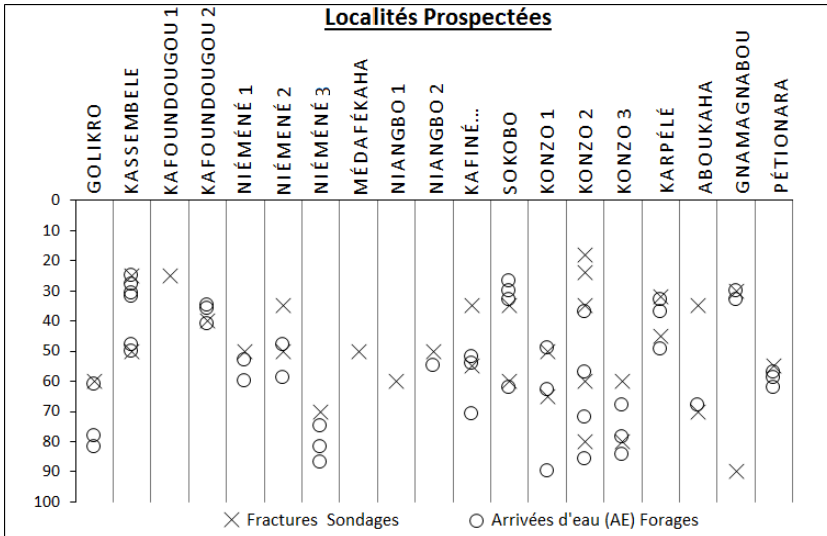 Localités Prospectées
GOLIKRO
KASSEMBELE
KAFOUNDOUGOU 1
KAFOUNDOUGOU 2
NIÉMÉNÉ 1
NIÉMENÉ 2
NIÉMÉNÉ 3
MÉDAFÉKAHA
NIANGBO 1
NIANGBO 2
KAFINÉ...
SOKOBO
KONZO 1
KONZO 2
KONZO 3
KARPÉLÉ
ABOUKAHA
GNAMAGNABOU
PÉTIONARA
0
10
20
30
40
50
60
70
80
90
100
Fractures Sondages
Arrivées d'eau (AE) Forages